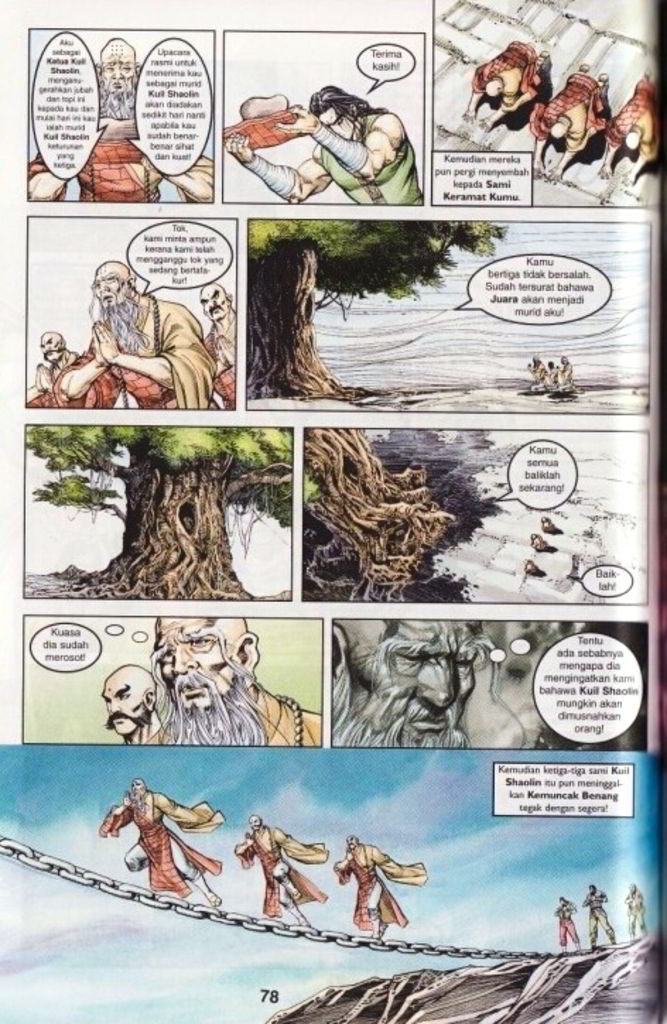 Aku
sebagai
Ketua Kuil
Shaolin,
menganu-
gerahkan jubah
dan topi ini
kepada kau dan
mulai hari ini kau
ialah murid
Kuil Shaolin
keturunan
yang
ketiga.
Upacara
rasmi untuk
menerima kau
sebagai murid
Kuil Shaolin
akan diadakan
sedikit hari nanti
apabila kau
sudah benar-
benar sihat
dan kuat!
Terima
kasih!
Kemudian mereka
pun pergi menyembah
kepada Sami
Keramat Kumu.
Tok,
kami minta ampun
kerana kami telah
mengganggu tok yang
sedang bertafa-
kur!
Kamu
bertiga tidak bersalah.
Sudah tersurat bahawa
Juara akan menjadi
murid aku!
Kamu
semua
baliklah
sekarang!
Baik-
lah!
Kuasa
dia sudah
merosot!
Tentu
ada sebabnya
mengapa dia
mengingatkan kami
bahawa Kuil Shaolin
mungkin akan
dimusnahkan
orang!
Kemudian ketiga-tiga sami Kuil
Shaolin itu pun meninggal-
kan Kemuncak Benang
tegak dengan segera!
78